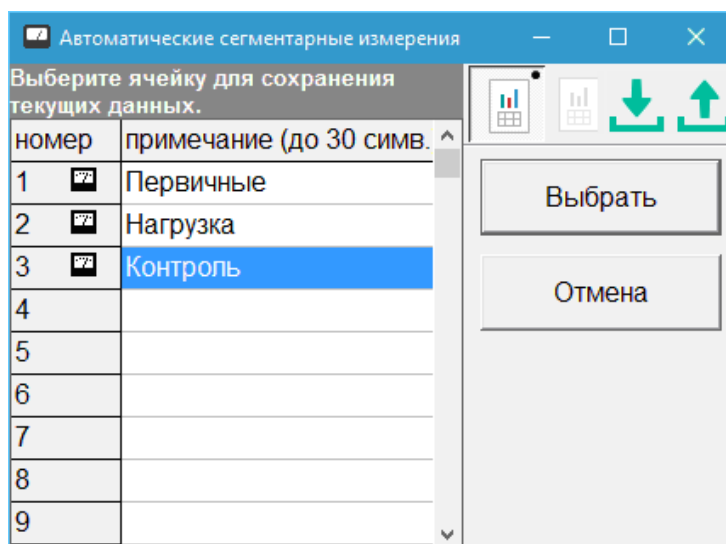 Автоматические сегментарные измерения
Выберите ячейку для сохранения
текущих данных.
номер примечание (до 30 симв.
1 Первичные
2 Нагрузка
3 Контроль
4
5
6
7
8
9
Выбрать
Отмена